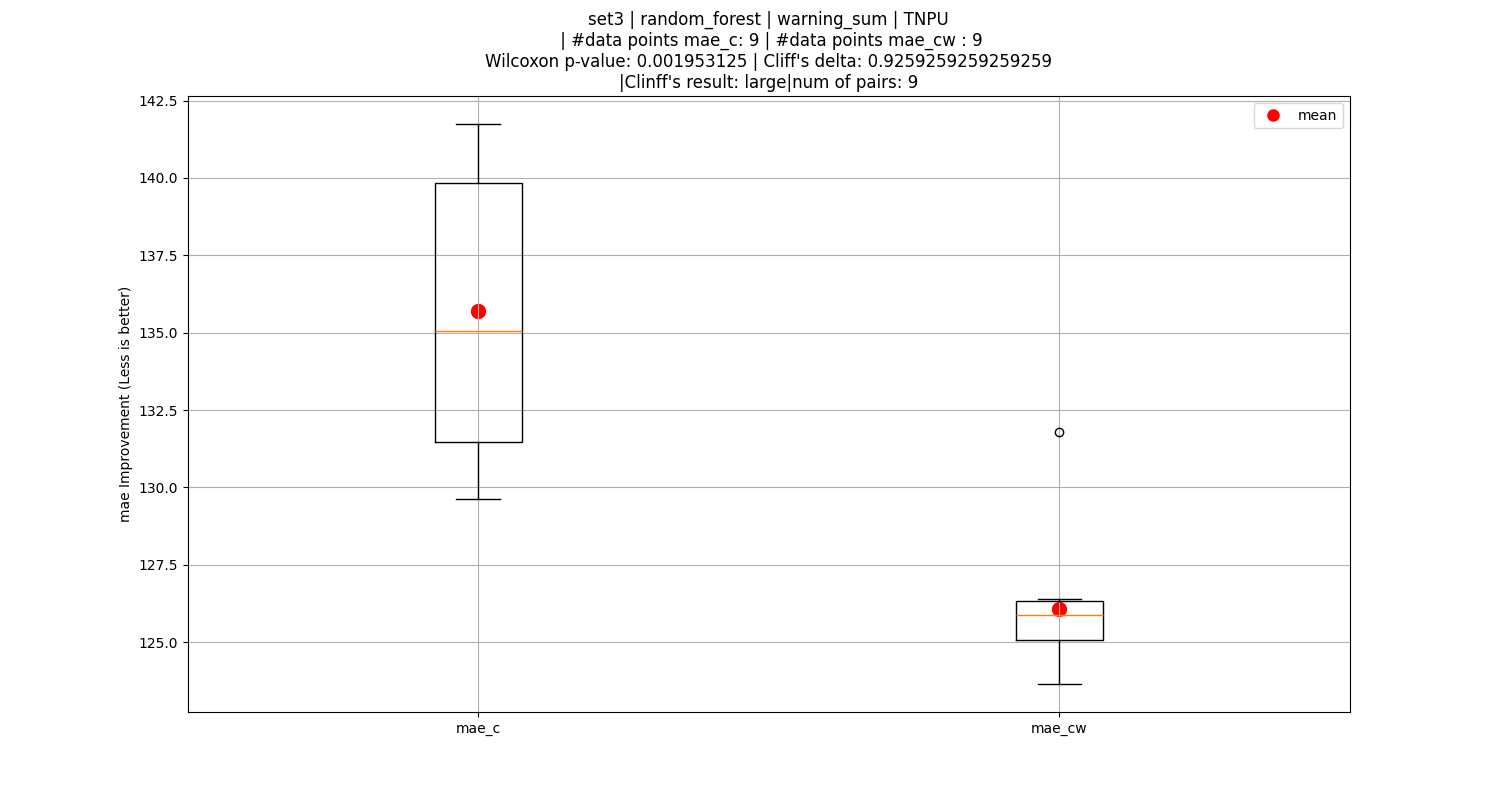 set3 | random_forest | warning_sum | TNPU
| #data points mae_c: 9 | #data points mae_cw : 9
Wilcoxon p-value: 0.001953125 | Cliff's delta: 0.9259259259259259
|Clinff's result: large|num of pairs: 9
mean
142.5
140.0
137.5
135.0
132.5
130.0
127.5
125.0
mae Improvement (Less is better)
mae_c
mae_cw